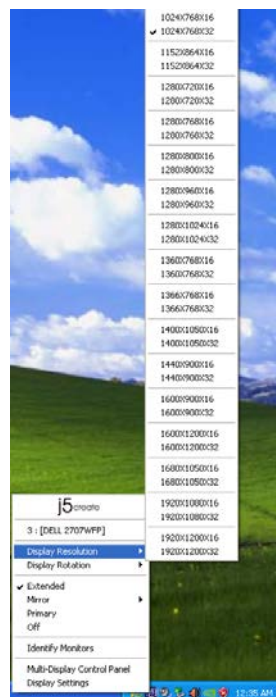 1024X768X16
1024X768X32
1152X864X16
1152X864X32
1280X720X16
1280X720X32
1280X768X16
1280X768X32
1280X800X16
1280X800X32
1280X960X16
1280X960X32
1280X1024X16
1280X1024X32
1360X768X16
1360X768X32
1366X768X16
1366X768X32
1400X1050X16
1400X1050X32
1440X900X16
1440X900X32
1600X900X16
1600X900X32
1600X1200X16
1600X1200X32
1680X1050X16
1680X1050X32
1920X1080X16
1920X1080X32
1920X1200X16
1920X1200X32
j5create
3 : [DELL 2707WFP]
Display Resolution
Display Rotation
Extended
Mirror
Primary
Off
Identify Monitors
Multi-Display Control Panel
Display Settings
12:35 AM